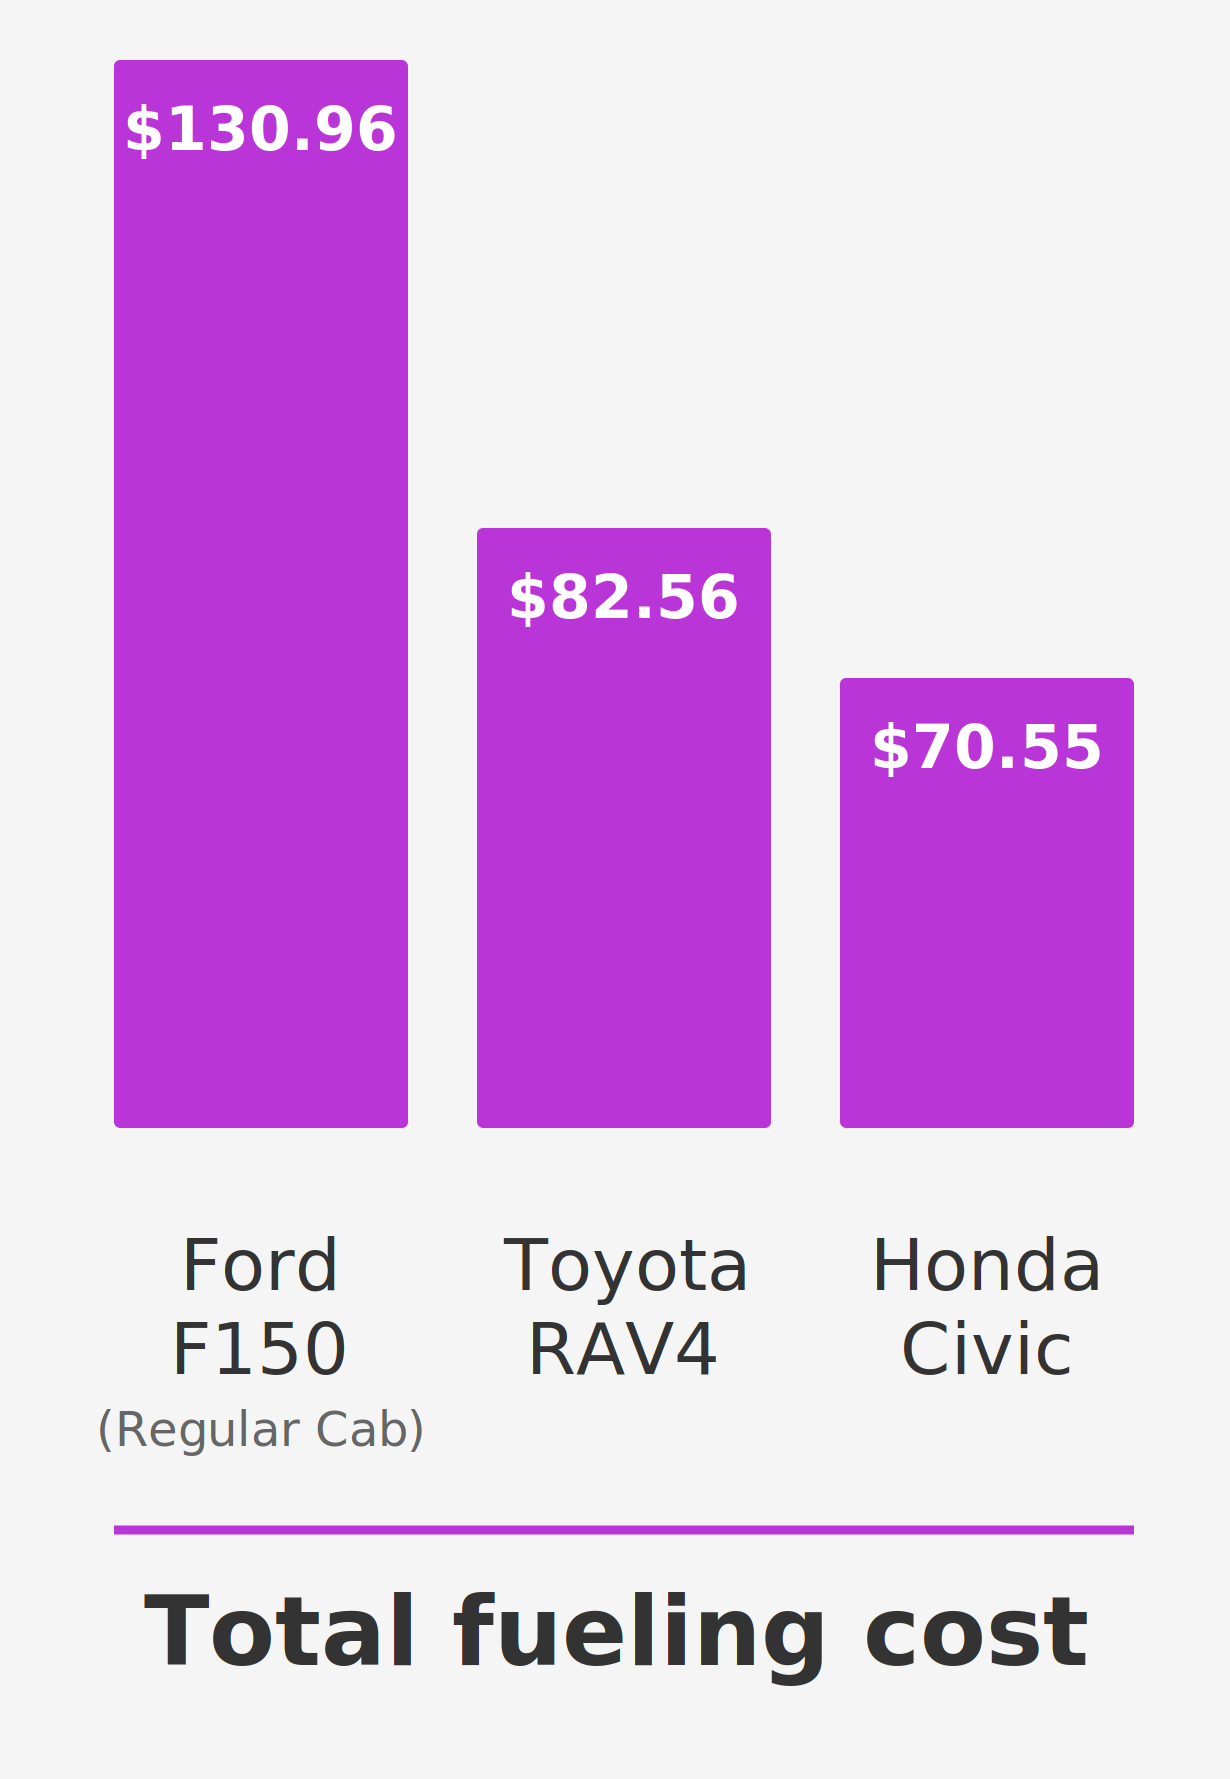 $130.96
$82.56
$70.55
Ford
F150
(Regular Cab)
Toyota
RAV4
Honda
Civic
Total fueling cost